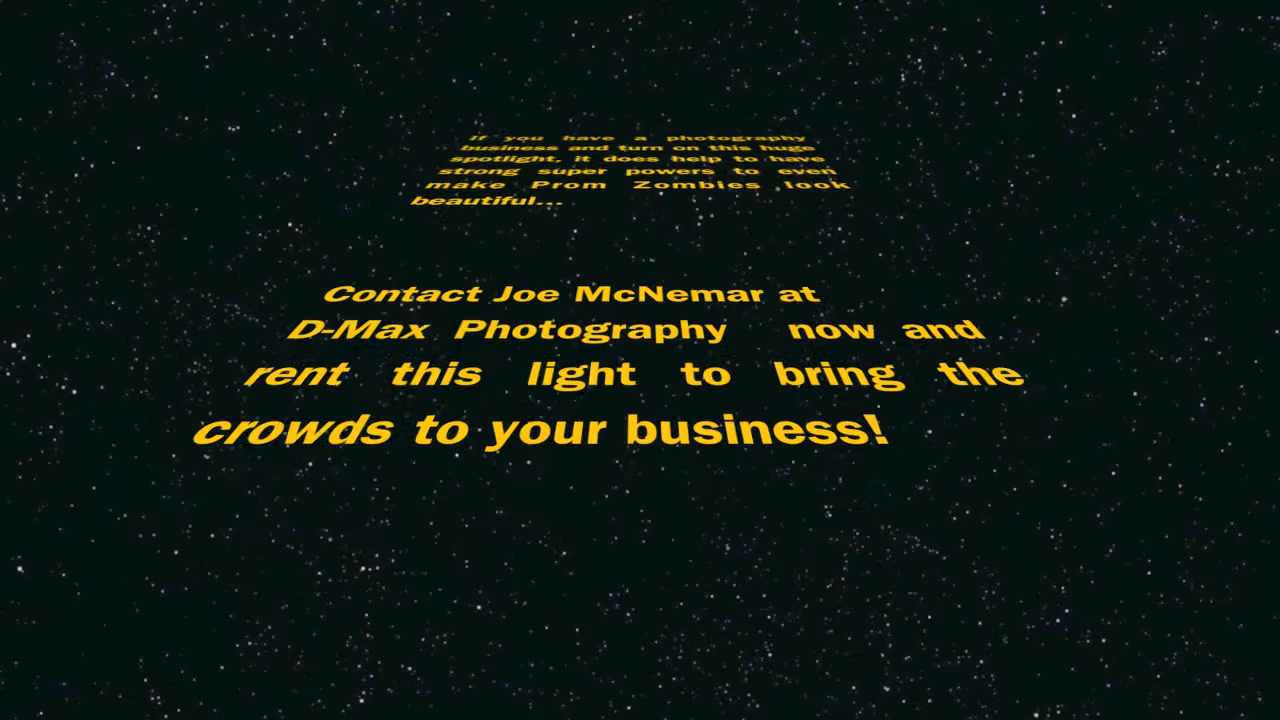 If you have a photography
business and turn on this huge
spotlight, it does help to have
strong super powers to even
make Prom Zombies look
beautiful...
Contact Joe McNemar at
D-Max Photography now and
rent this light to bring the
crowds to your business!